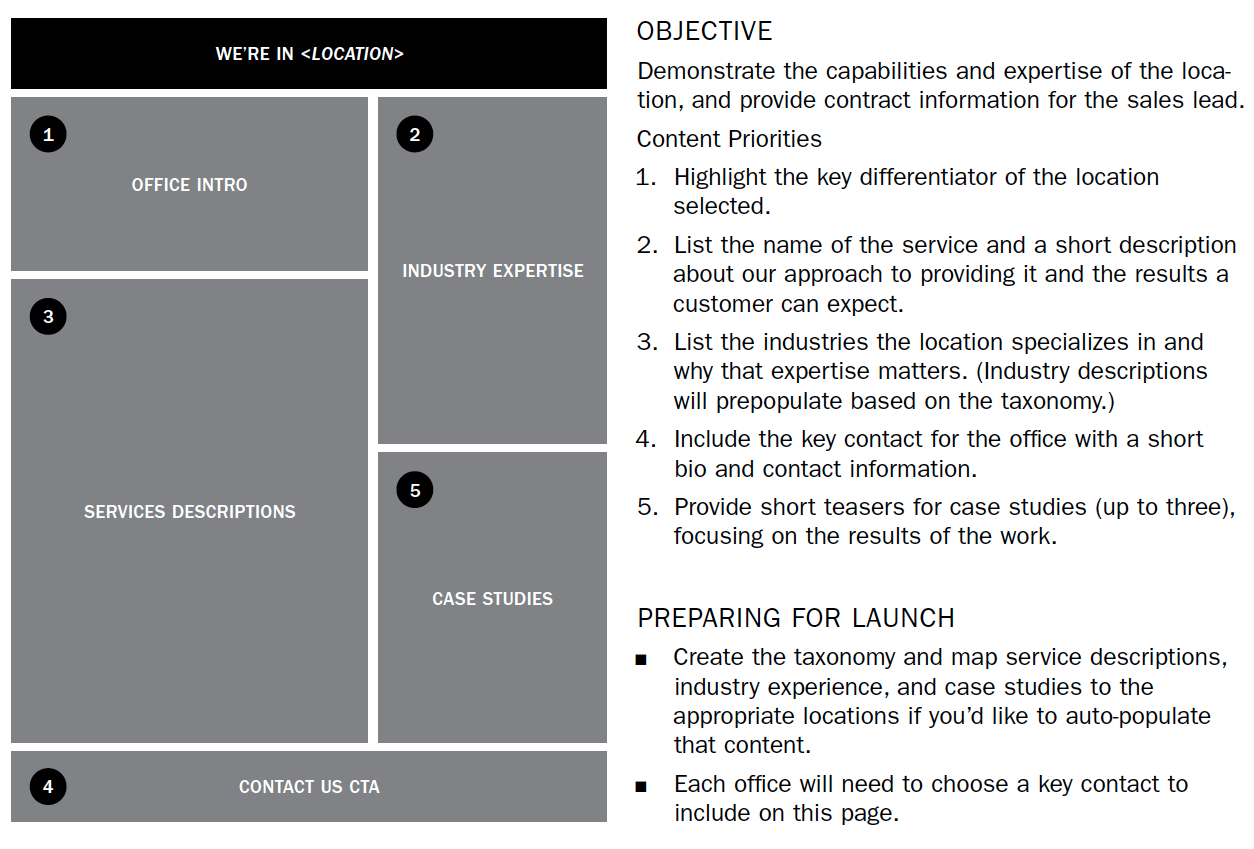 WE'RE IN <LOCATION>
1
OFFICE INTRO
2
INDUSTRY EXPERTISE
3
SERVICES DESCRIPTIONS
5
CASE STUDIES
4
CONTACT US CTA
OBJECTIVE
Demonstrate the capabilities and expertise of the loca-
tion, and provide contract information for the sales lead.
Content Priorities
1. Highlight the key differentiator of the location
selected.
2. List the name of the service and a short description
about our approach to providing it and the results a
customer can expect.
3. List the industries the location specializes in and
why that expertise matters. (Industry descriptions
will prepopulate based on the taxonomy.)
4. Include the key contact for the office with a short
bio and contact information.
5. Provide short teasers for case studies (up to three),
focusing on the results of the work.
PREPARING FOR LAUNCH
■ Create the taxonomy and map service descriptions,
industry experience, and case studies to the
appropriate locations if you'd like to auto-populate
that content.
■ Each office will need to choose a key contact to
include on this page.